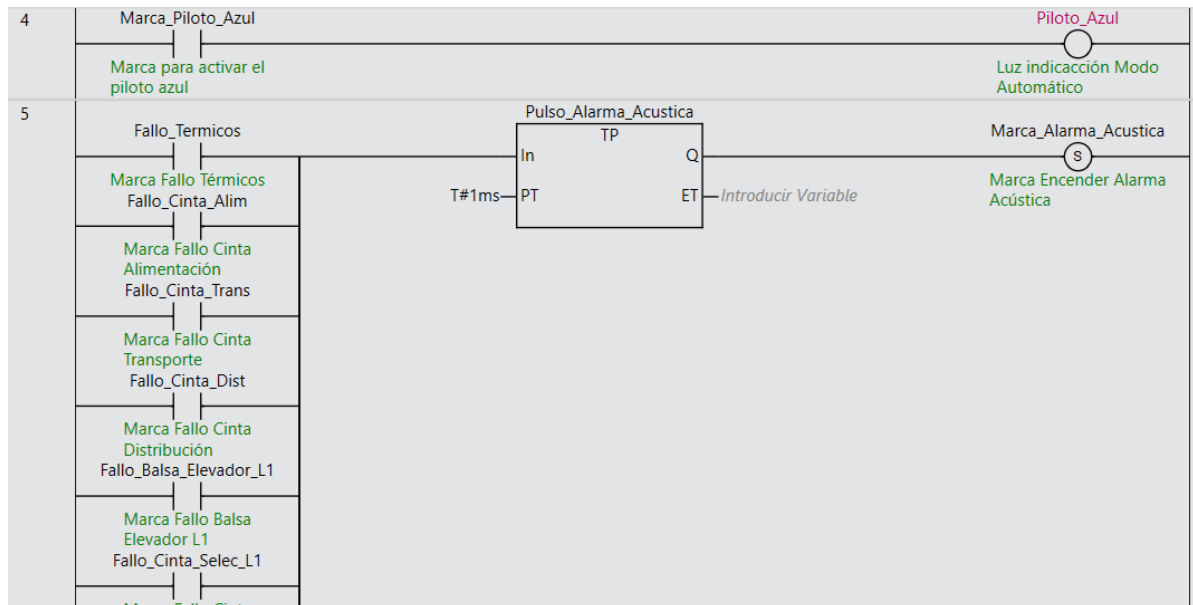 4
Marca_Piloto_Azul
Piloto_Azul
Marca para activar el
piloto azul
Luz indicacción Modo
Automático
5
Pulso_Alarma_Acustica
Fallo_Termicos
TP
Marca_Alarma_Acustica
In
Q
S
Marca Fallo Térmicos
Fallo_Cinta_Alim
T#1ms
PT
ET
Introducir Variable
Marca Encender Alarma
Acústica
Marca Fallo Cinta
Alimentación
Fallo_Cinta_Trans
Marca Fallo Cinta
Transporte
Fallo_Cinta_Dist
Marca Fallo Cinta
Distribución
Fallo_Balsa_Elevador_L1
Marca Fallo Balsa
Elevador L1
Fallo_Cinta_Selec_L1